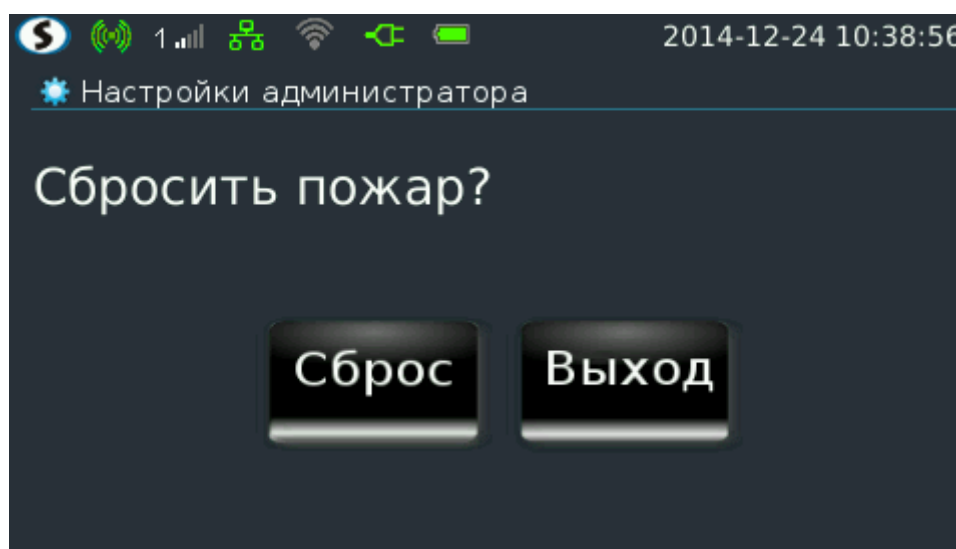 S 1 2014-12-24 10:38:56
Настройки администратора
Сбросить пожар?
Сброс Выход